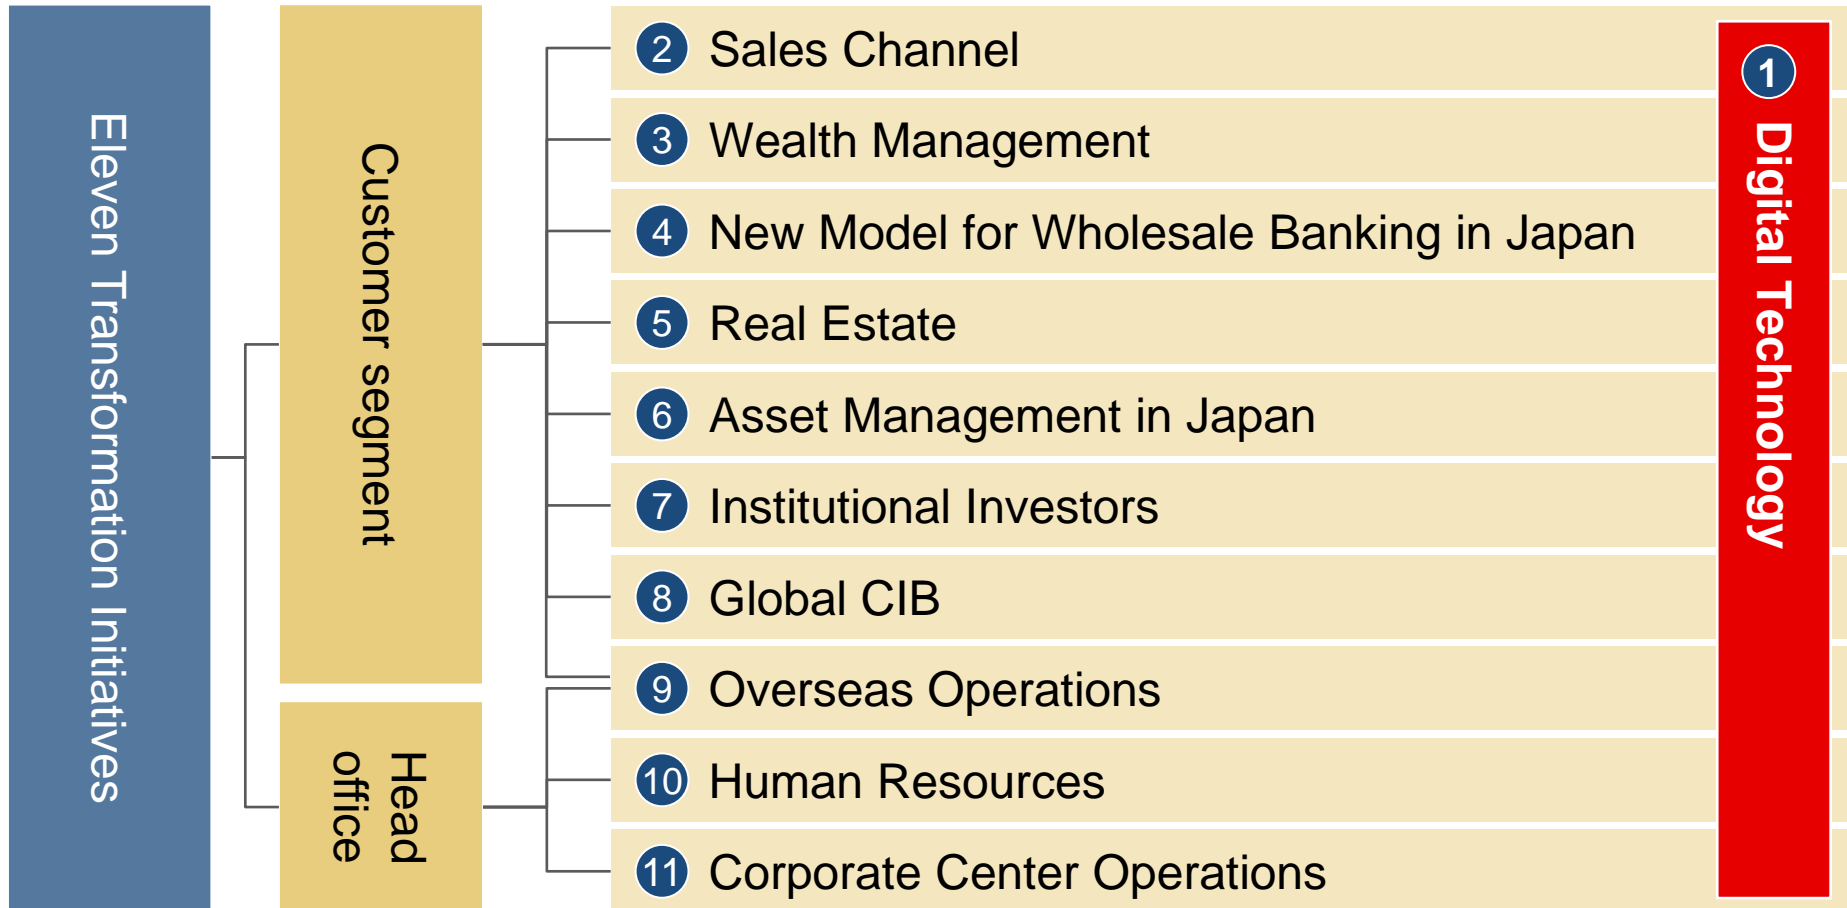 Eleven Transformation Initiatives
Customer segment
Head
office
2 Sales Channel
3 Wealth Management
4 New Model for Wholesale Banking in Japan
5 Real Estate
6 Asset Management in Japan
7 Institutional Investors
8 Global CIB
9 Overseas Operations
10 Human Resources
11 Corporate Center Operations
1 Digital Technology